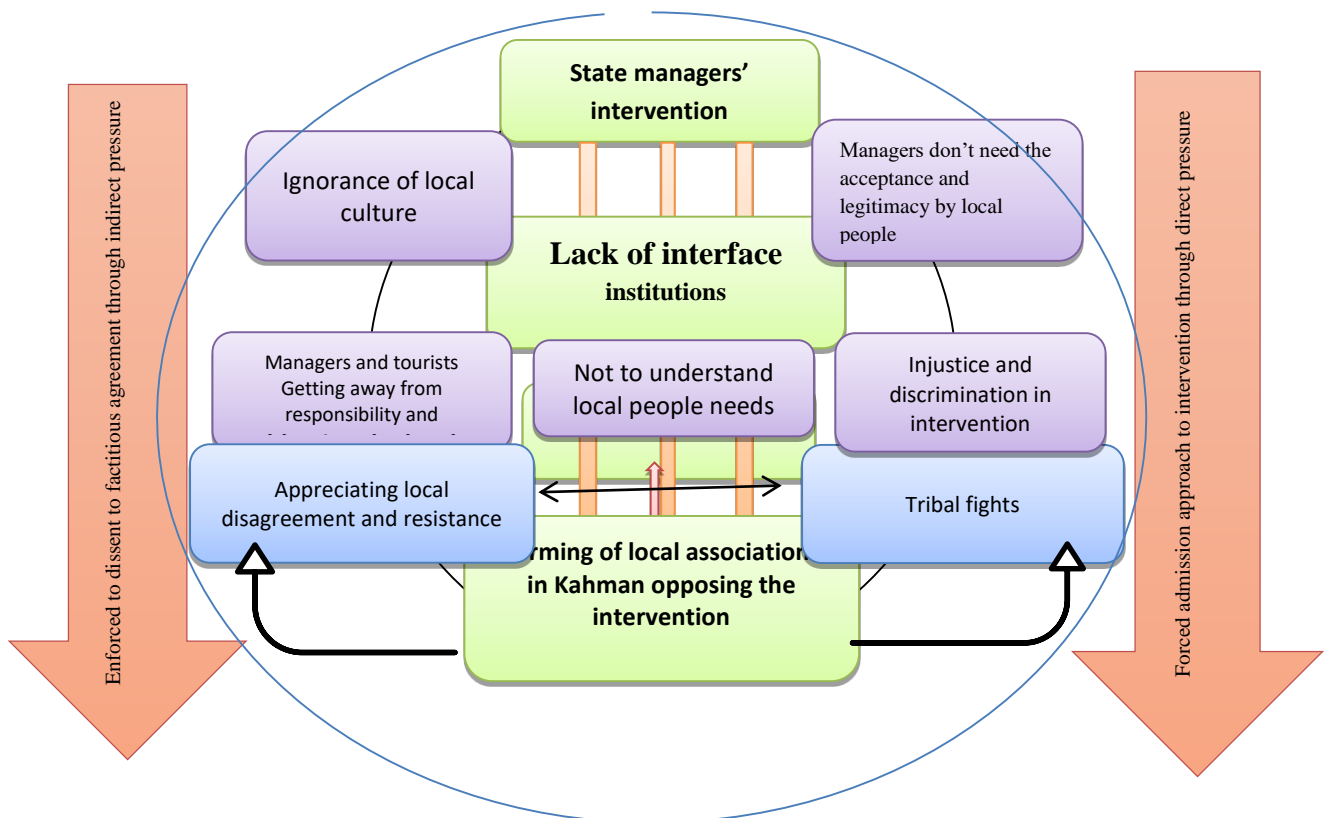 State managers’
intervention
Ignorance of local
culture
Managers don’t need the
acceptance and
legitimacy by local
people
Lack of interface
institutions
Managers and tourists
Getting away from
responsibility and
Not to understand
local people needs
Injustice and
discrimination in
intervention
Appreciating local
disagreement and resistance
Tribal fights
rming of local association
in Kahman opposing the
intervention
Enforced to dissent to factitious agreement through indirect pressure
Forced admission approach to intervention through direct pressure